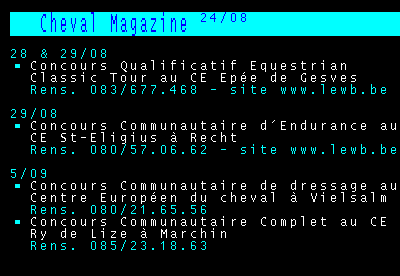 Cheval Magazine 24/08
28 & 29/08
Concours Qualificatif Equestrian
Classic Tour au CE Epée de Gesves
Rens. 083/677.468 - site www.lewb.be
29/08
Concours Communautaire d'Endurance au
CE St-Eligius à Recht
Rens. 080/57.06.62 - site www.lewb.be
5/09
Concours Communautaire de dressage au
Centre Européen du cheval à Vielsalm
Rens. 080/21.65.56
Concours Communautaire Complet au CE
Ry de Lize à Marchin
Rens. 085/23.18.63